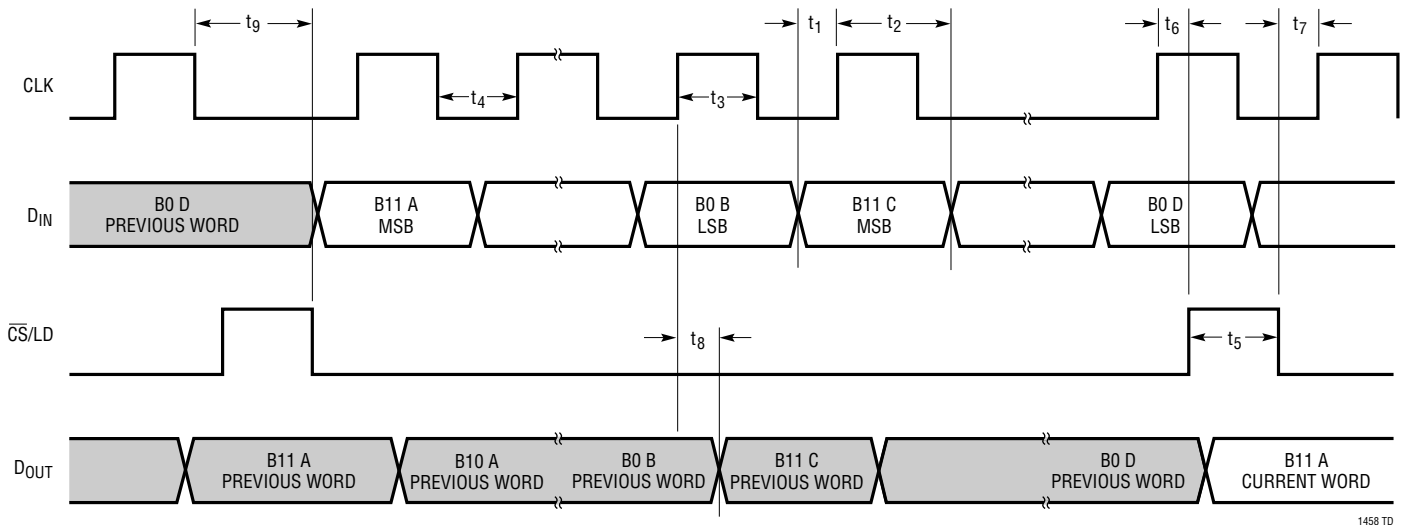 t9
t1
t2
t6
t7
CLK
t4
t3
DIN
B0 D
PREVIOUS WORD
B11 A
MSB
B0 B
LSB
B11 C
MSB
B0 D
LSB
CS/LD
t8
t5
DOUT
B11 A
PREVIOUS WORD
B10 A
PREVIOUS WORD
B0 B
PREVIOUS WORD
B11 C
PREVIOUS WORD
B0 D
PREVIOUS WORD
B11 A
CURRENT WORD
1458 TD